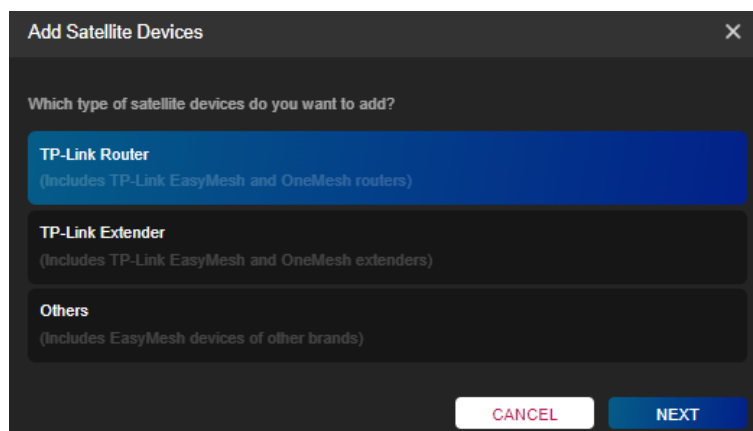 Add Satellite Devices
Which type of satellite devices do you want to add?
TP-Link Router
(Includes TP-Link EasyMesh and OneMesh routers)
TP-Link Extender
(Includes TP-Link EasyMesh and OneMesh extenders)
Others
(Includes EasyMesh devices of other brands)
CANCEL
NEXT